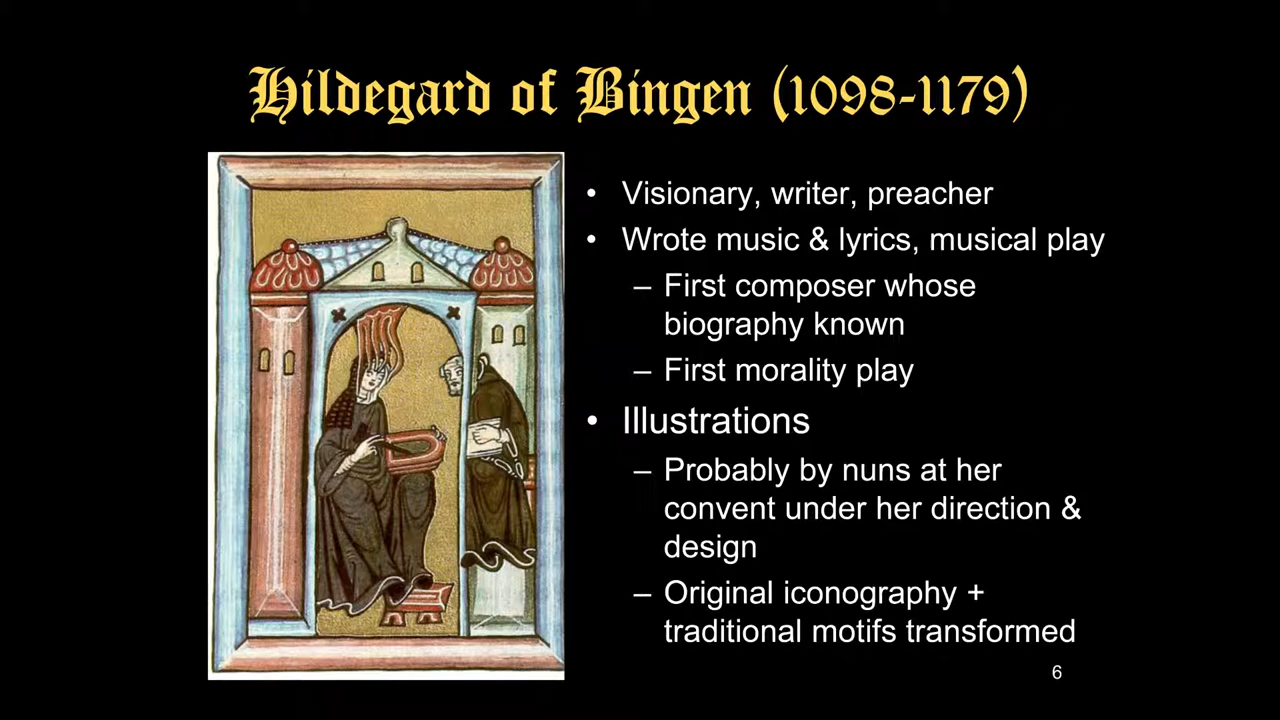 Hildegard of Bingen (1098-1179)
• Visionary, writer, preacher
• Wrote music & lyrics, musical play
– First composer whose
biography known
– First morality play
• Illustrations
– Probably by nuns at her
convent under her direction &
design
– Original iconography +
traditional motifs transformed
6